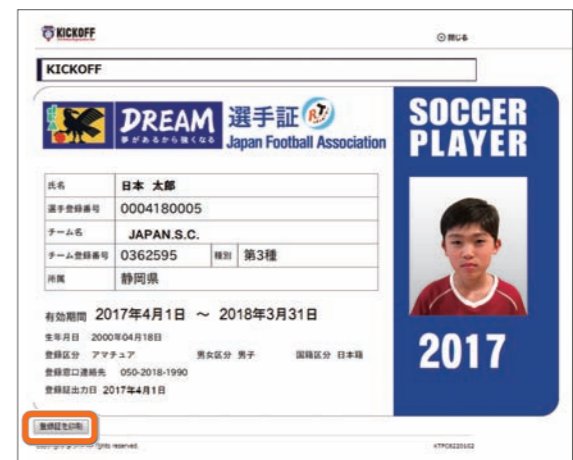 KICKOFF
閉じる
KICKOFF
DREAM
夢があるから強くなる
選手証
Japan Football Association
SOCCER
PLAYER
氏名 日本 太郎
選手登録番号 0004180005
チーム名 JAPAN.S.C.
チーム登録番号 0362595 種別 第3種
所属 静岡県
有効期間 2017年4月1日 ～ 2018年3月31日
生年月日 2000年04月18日
登録区分 アマチュア 男女区分 男子 国籍区分 日本籍
登録窓口連絡先 050-2018-1990
登録証出力日 2017年4月1日
2017
登録証を印刷
rights reserved.
KTPC6220102